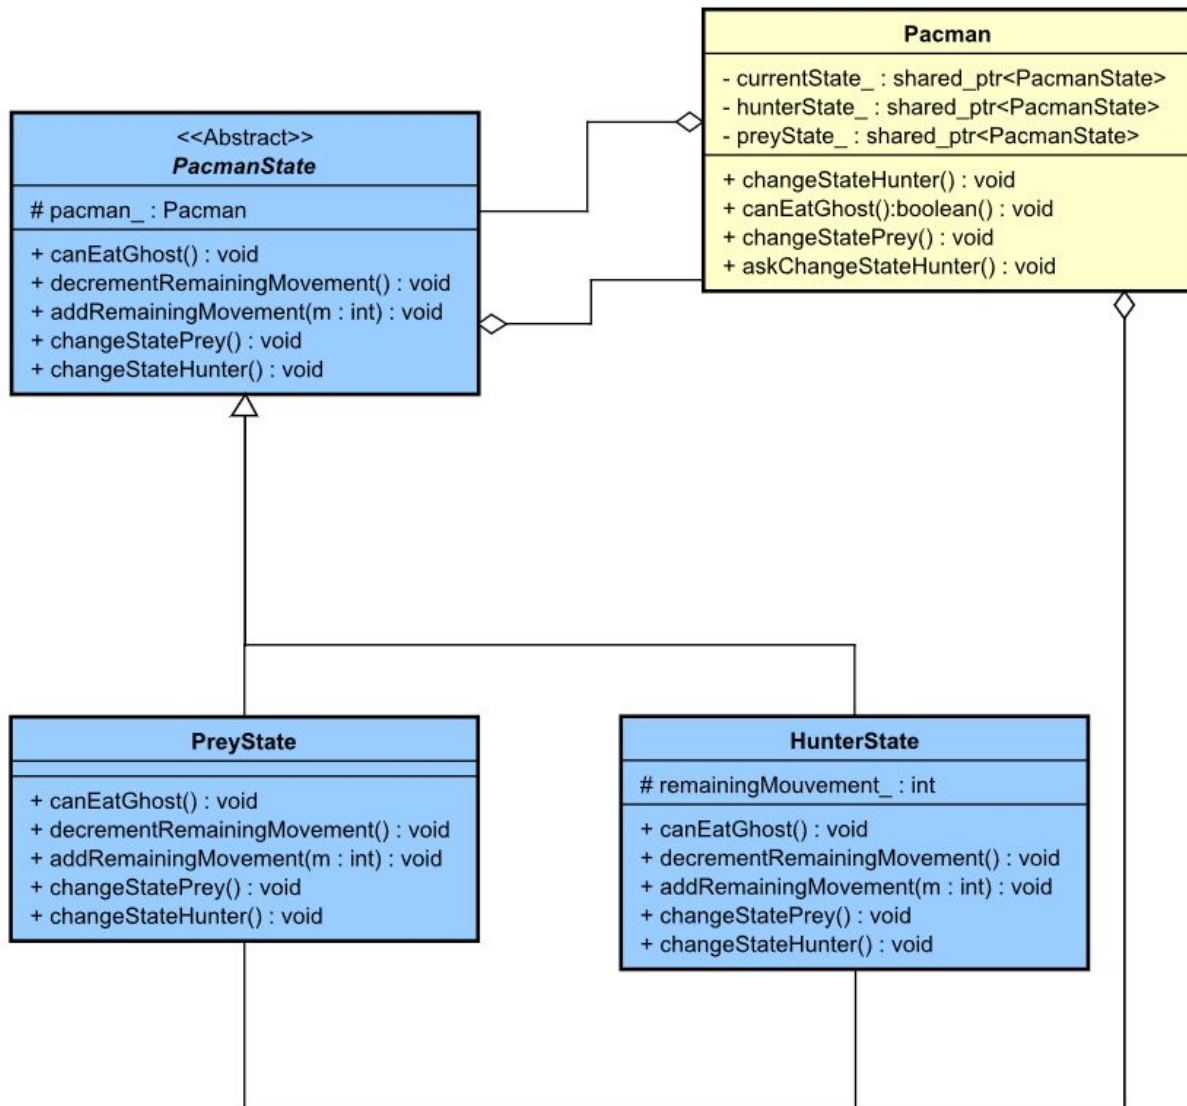 Pacman
- currentState_ : shared_ptr<PacmanState>
- hunterState_ : shared_ptr<PacmanState>
- preyState_ : shared_ptr<PacmanState>
+ changeStateHunter() : void
+ canEatGhost():boolean() : void
+ changeStatePrey() : void
+ askChangeStateHunter() : void
<<Abstract>>
PacmanState
# pacman_ : Pacman
+ canEatGhost() : void
+ decrementRemainingMovement() : void
+ addRemainingMovement(m : int) : void
+ changeStatePrey() : void
+ changeStateHunter() : void
PreyState
+ canEatGhost() : void
+ decrementRemainingMovement() : void
+ addRemainingMovement(m : int) : void
+ changeStatePrey() : void
+ changeStateHunter() : void
HunterState
# remainingMouvement_ : int
+ canEatGhost() : void
+ decrementRemainingMovement() : void
+ addRemainingMovement(m : int) : void
+ changeStatePrey() : void
+ changeStateHunter() : void